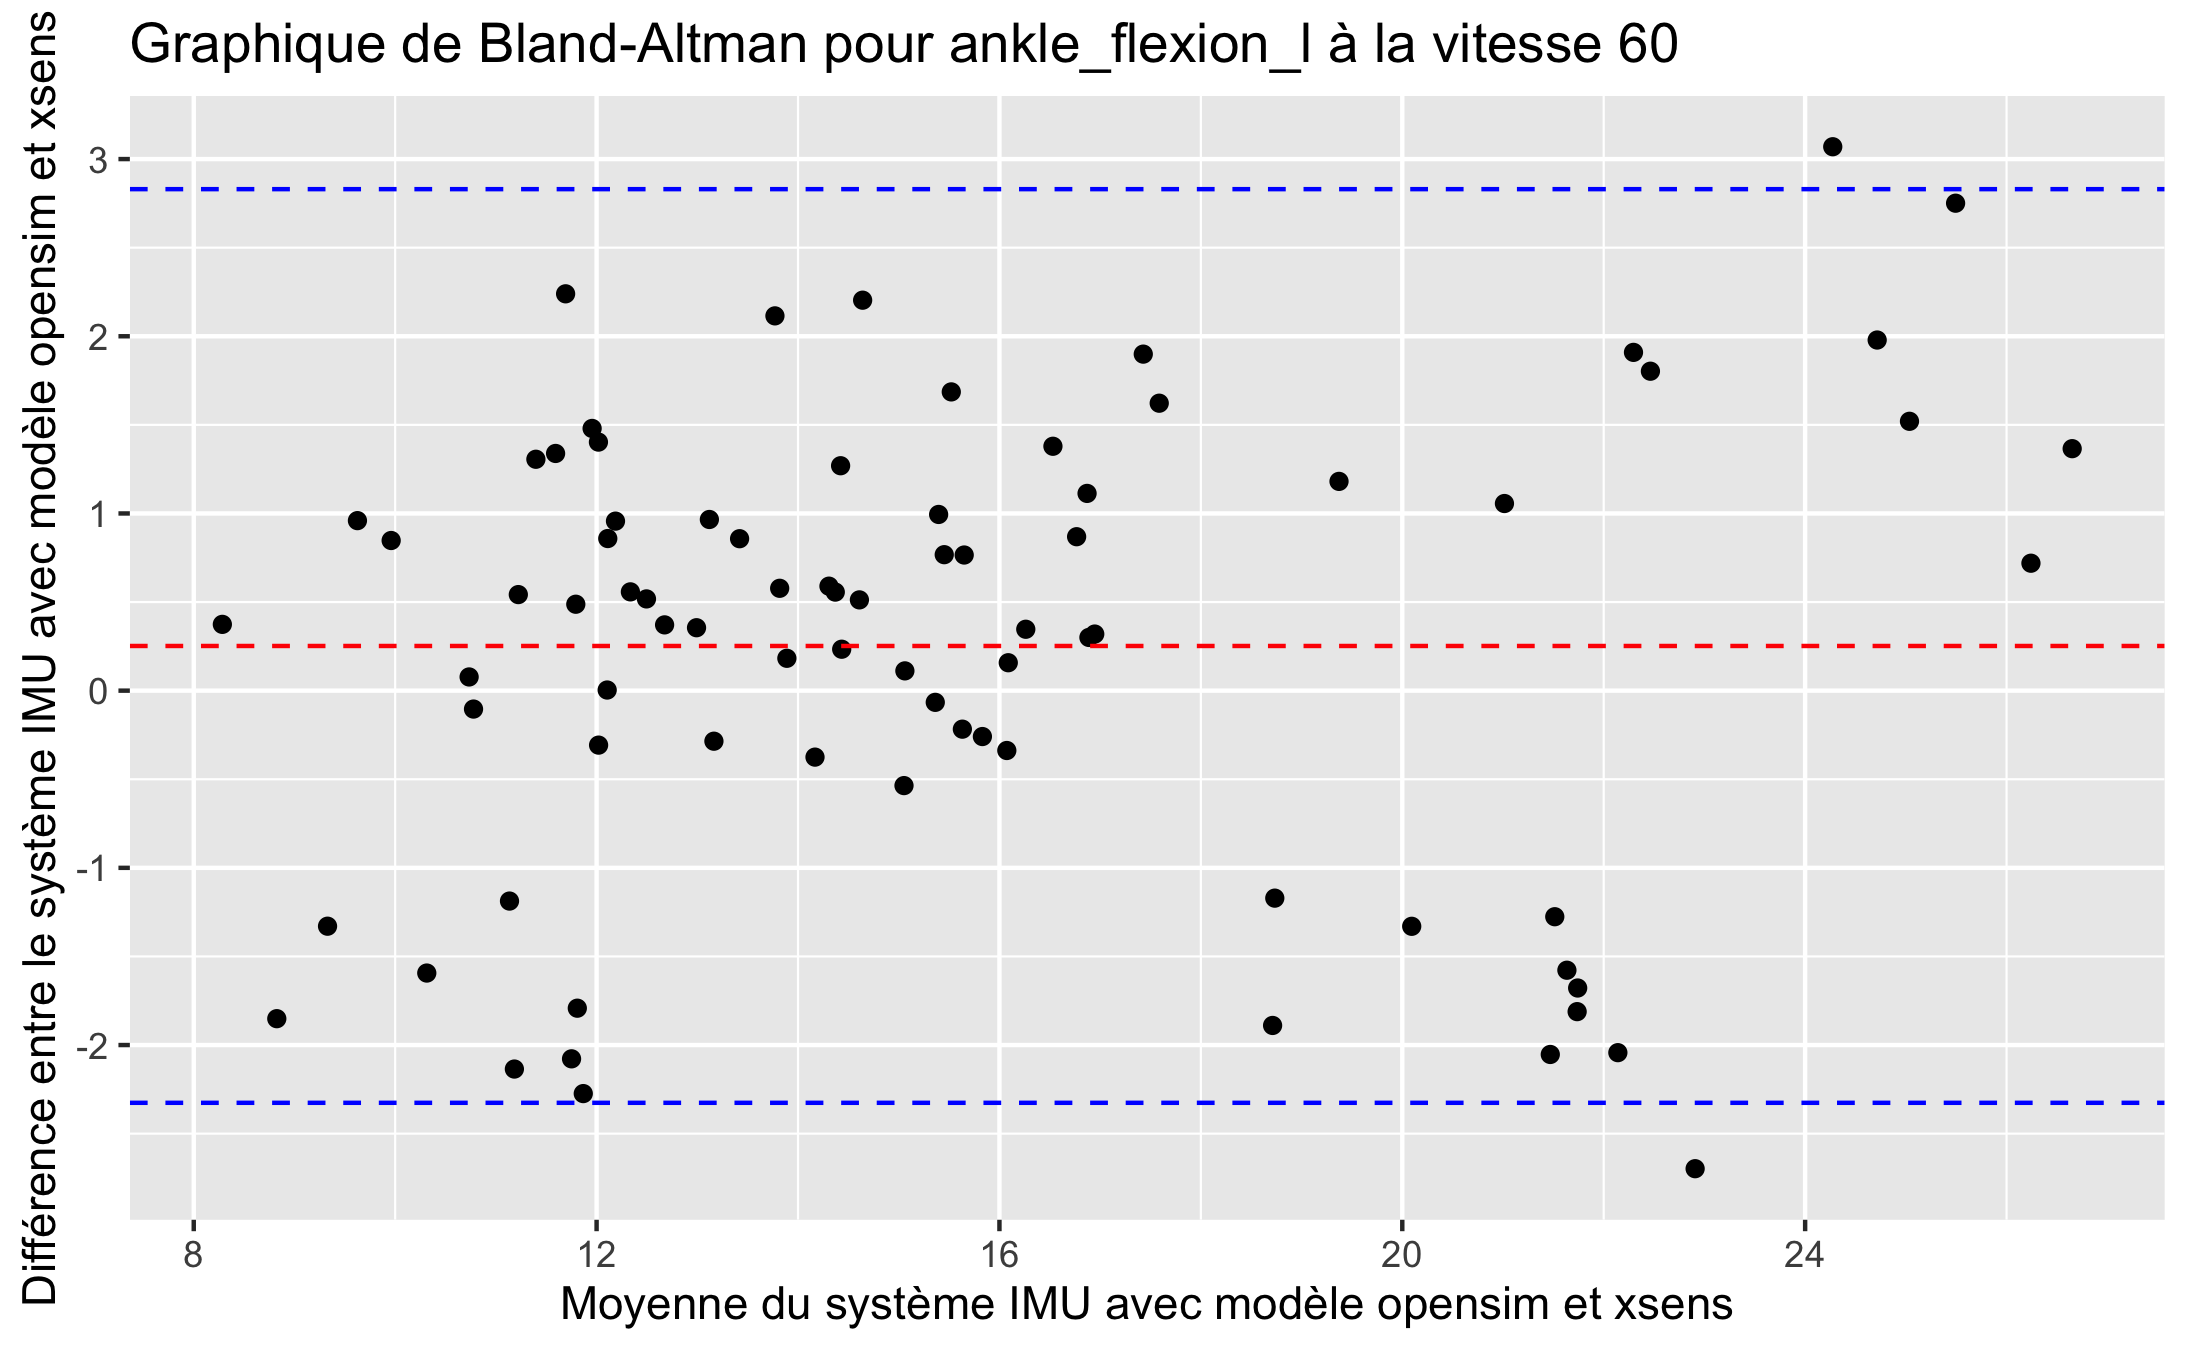 Graphique de Bland-Altman pour ankle_flexion_l à la vitesse 60
Différence entre le système IMU avec modèle opensim et xsens
3
2
1
0
-1
-2
8 12 16 20 24
Moyenne du système IMU avec modèle opensim et xsens